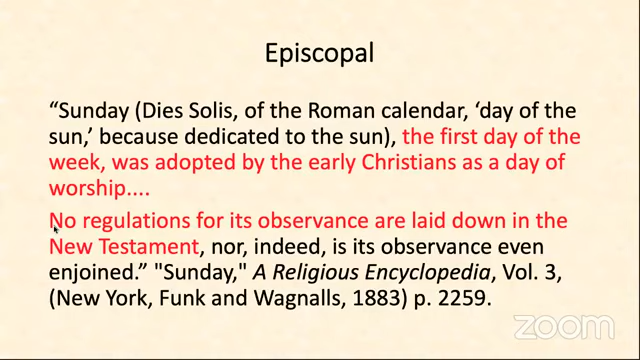 Episcopal
“Sunday (Dies Solis, of the Roman calendar, ‘day of the
sun,’ because dedicated to the sun), the first day of the
week, was adopted by the early Christians as a day of
worship....
No regulations for its observance are laid down in the
New Testament, nor, indeed, is its observance even
enjoined.” "Sunday," A Religious Encyclopedia, Vol. 3,
(New York, Funk and Wagnalls, 1883) p. 2259.
zoom